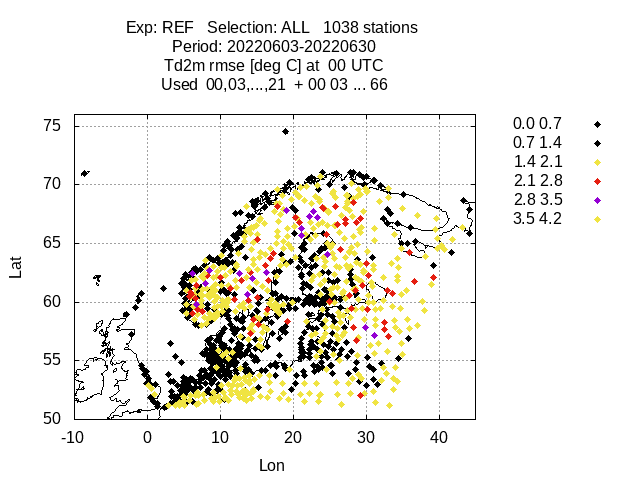 Exp: REF   Selection: ALL   1038 stations
Period: 20220603-20220630
Td2m rmse [deg C] at  00 UTC
Used  00,03,...,21  + 00 03 ... 66
0.0 0.7
0.7 1.4
1.4 2.1
2.1 2.8
2.8 3.5
3.5 4.2
75
70
65
60
55
50
Lat
-10 0 10 20 30 40
Lon